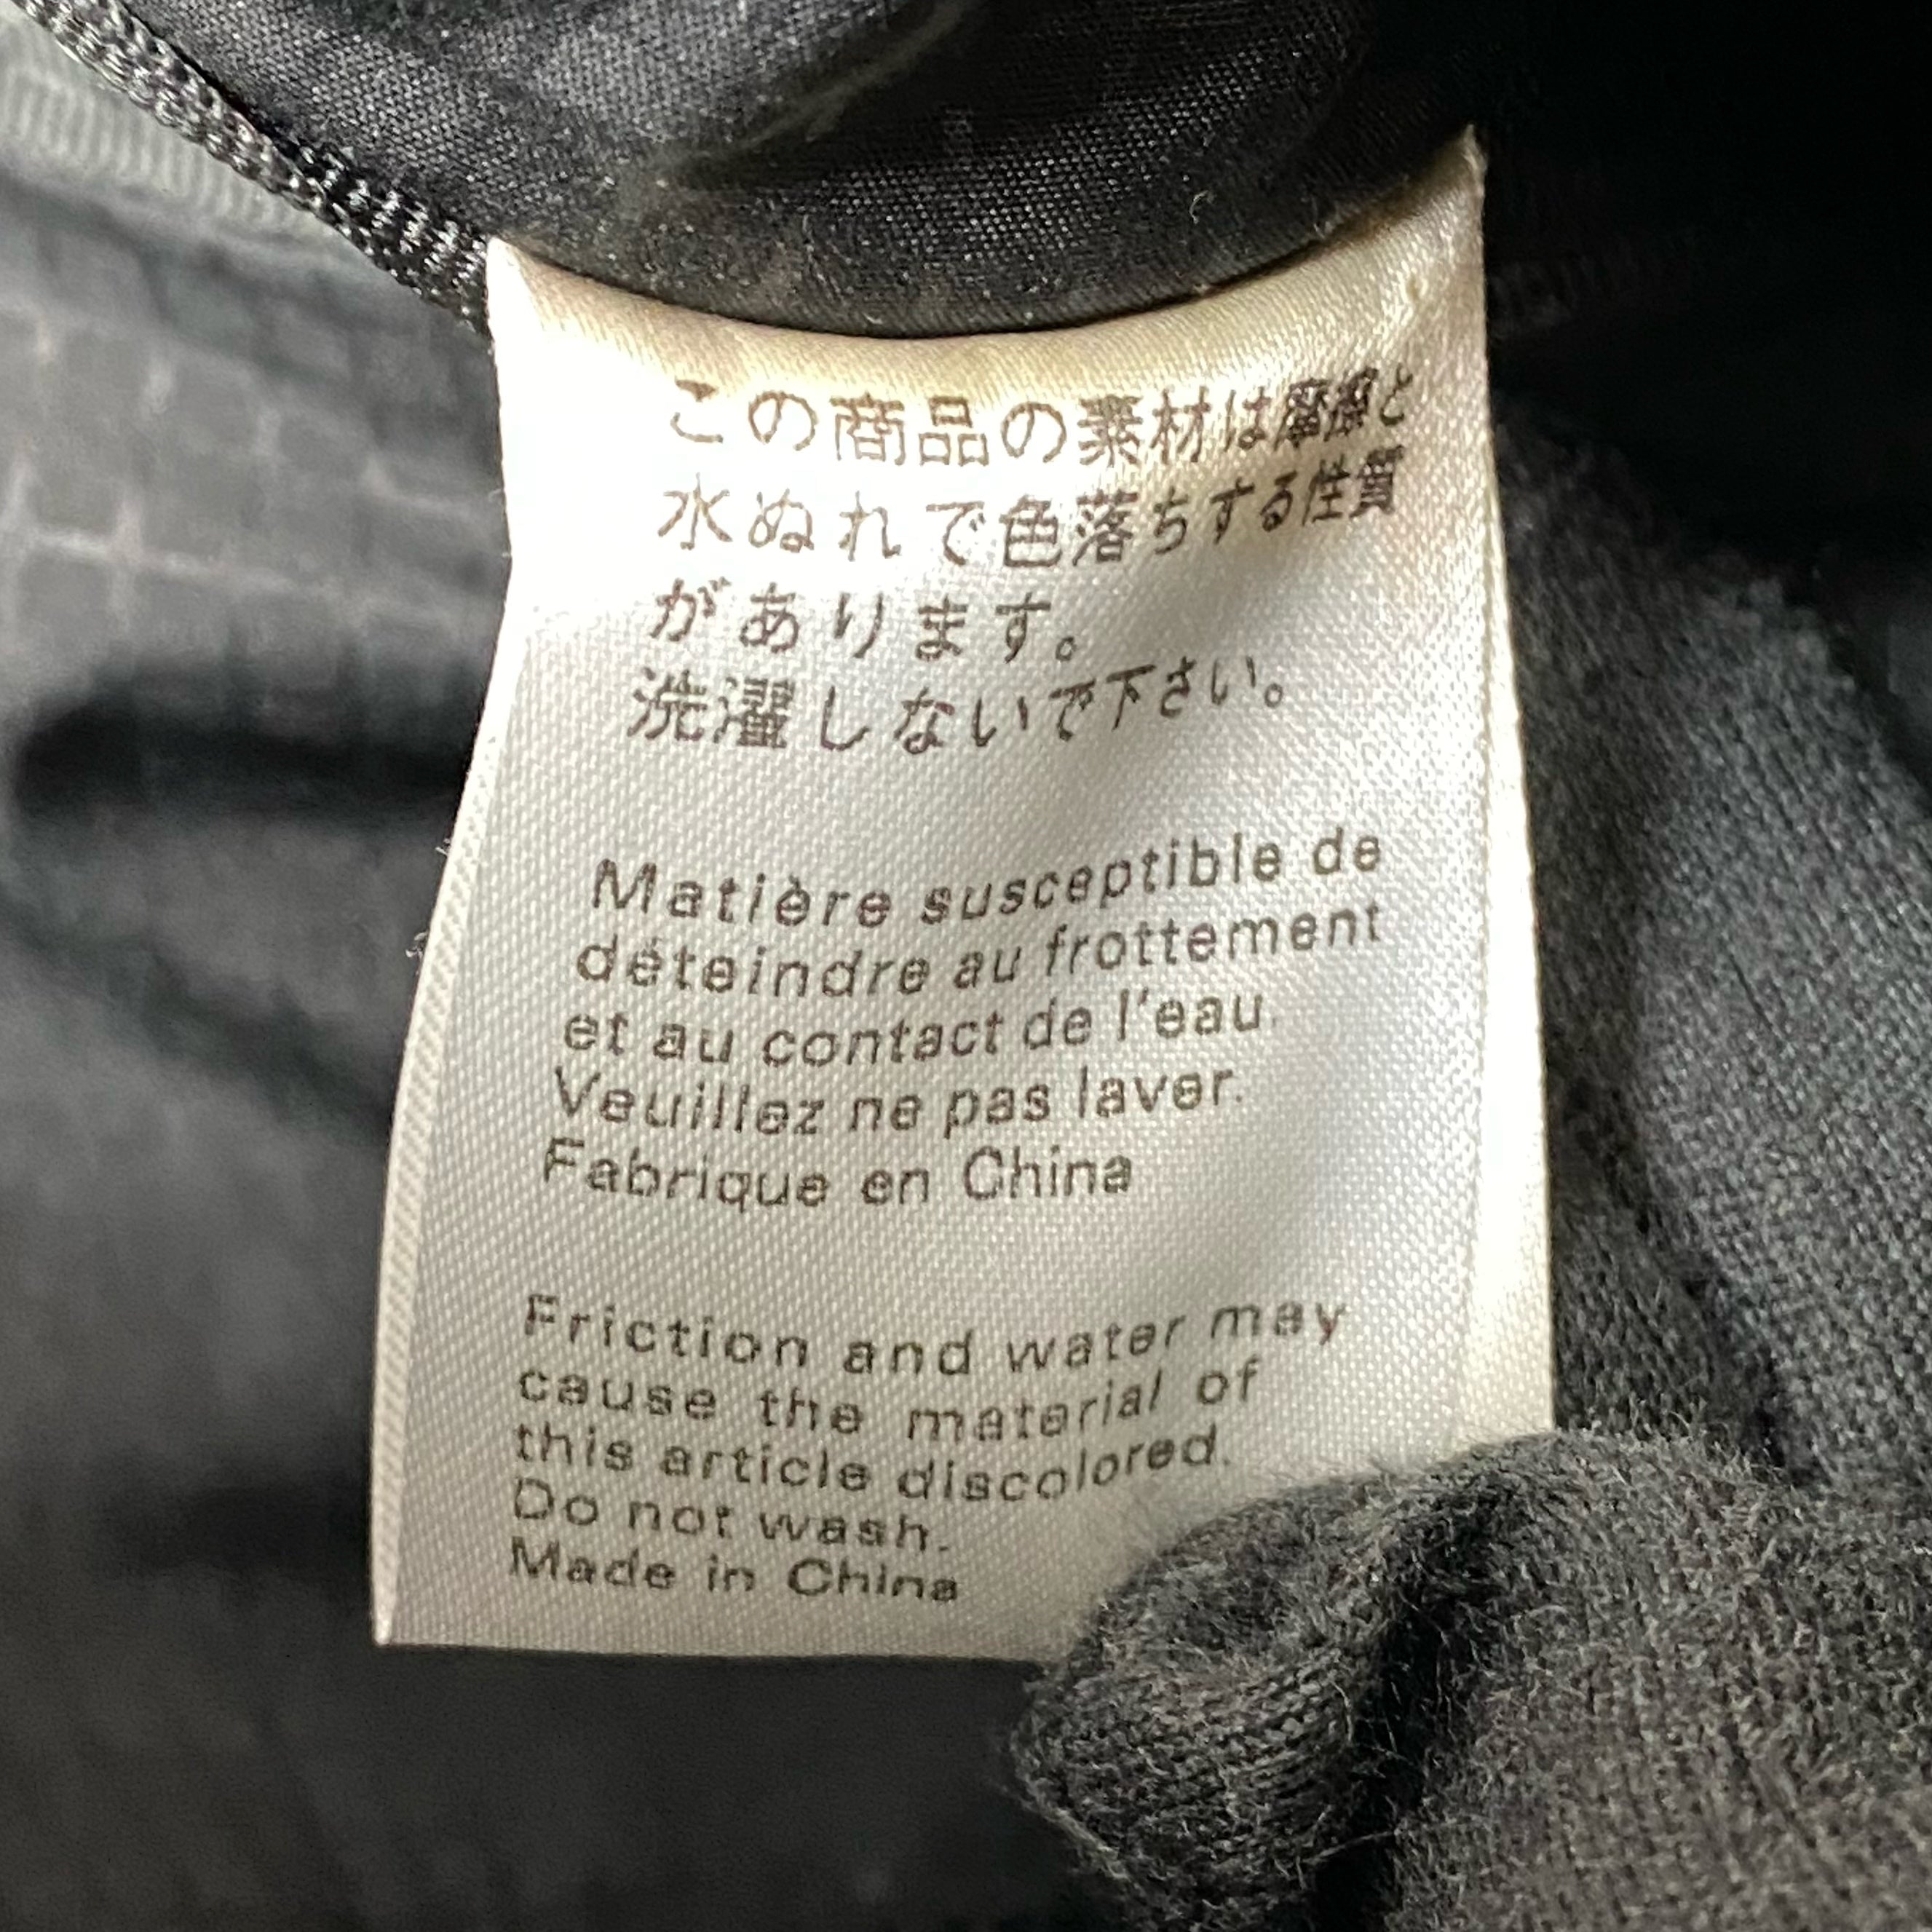 この商品の素材は摩擦と
水ぬれで色落ちする性質
があります。
洗濯しないで下さい。
Matière susceptible de
déteindre au frottement
et au contact de l'eau.
Veuillez ne pas laver.
Fabrique en China
Friction and water may
cause the material of
this article discolored.
Do not wash.
Made in China